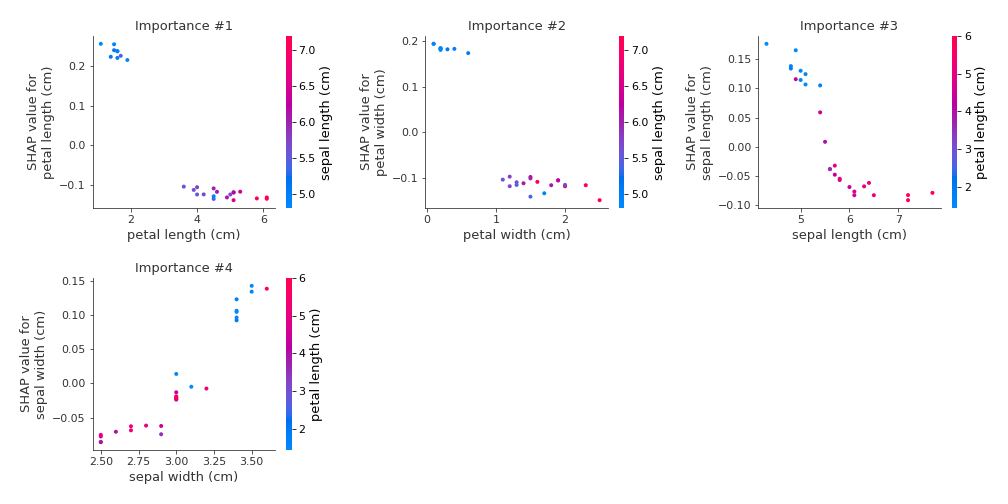 Importance #1
SHAP value for
petal length (cm)
0.2
0.1
0.0
−0.1
2
4
6
petal length (cm)
7.0
6.5
6.0
5.5
5.0
sepal length (cm)
Importance #2
SHAP value for
petal width (cm)
0.2
0.1
0.0
−0.1
0
1
2
petal width (cm)
7.0
6.5
6.0
5.5
5.0
sepal length (cm)
Importance #3
SHAP value for
sepal length (cm)
0.15
0.10
0.05
0.00
−0.05
−0.10
5
6
7
sepal length (cm)
6
5
4
3
2
petal length (cm)
Importance #4
SHAP value for
sepal width (cm)
0.15
0.10
0.05
0.00
−0.05
2.50
2.75
3.00
3.25
3.50
sepal width (cm)
6
5
4
3
2
petal length (cm)